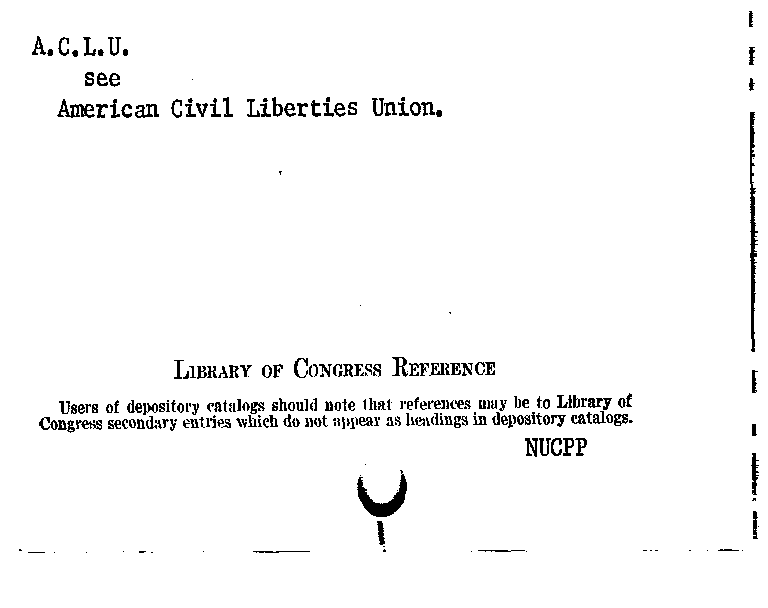 A.C.L.U.
see
American Civil Liberties Union.
LIBRARY OF CONGRESS REFERENCE
Users of depository catalogs should note that references may be to Library of
Congress secondary entries which do not appear as headings in depository catalogs.
NUCPP